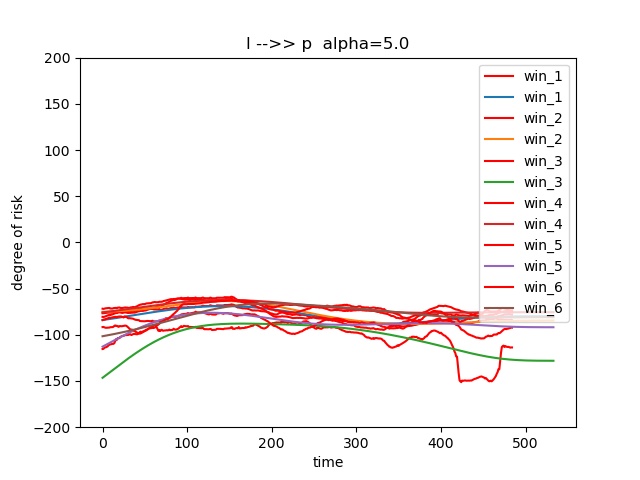 l -->> p  alpha=5.0
200
150
100
50
0
−50
−100
−150
−200
degree of risk
0 100 200 300 400 500
time
win_1
win_1
win_2
win_2
win_3
win_3
win_4
win_4
win_5
win_5
win_6
win_6